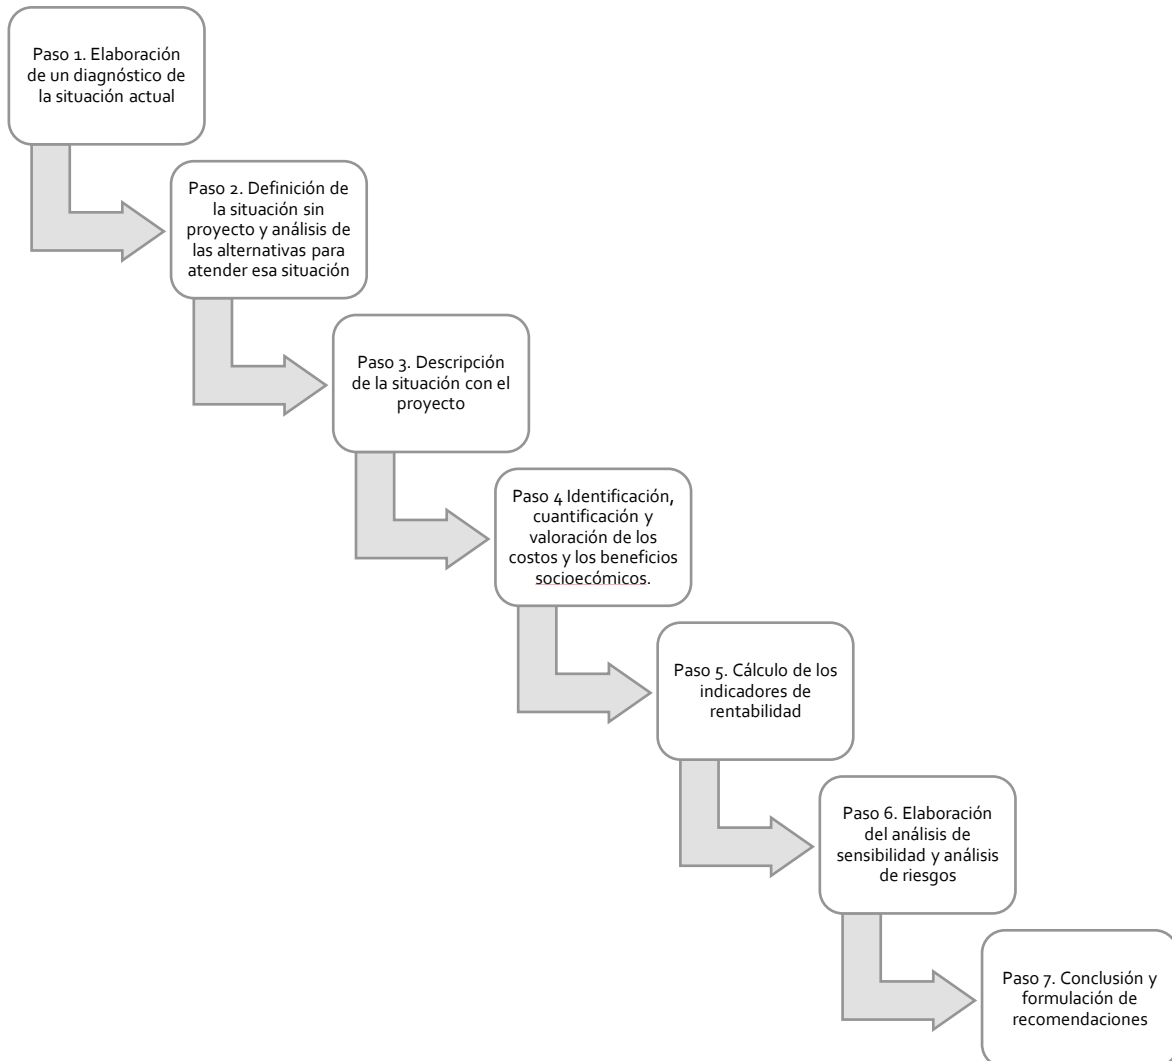 Paso 1. Elaboración
de un diagnóstico de
la situación actual
Paso 2. Definición de
la situación sin
proyecto y análisis de
las alternativas para
atender esa situación
Paso 3. Descripción
de la situación con el
proyecto
Paso 4 Identificación,
cuantificación y
valoración de los
costos y los beneficios
socioecómicos.
Paso 5. Cálculo de los
indicadores de
rentabilidad
Paso 6. Elaboración
del análisis de
sensibilidad y análisis
de riesgos
Paso 7. Conclusión y
formulación de
recomendaciones